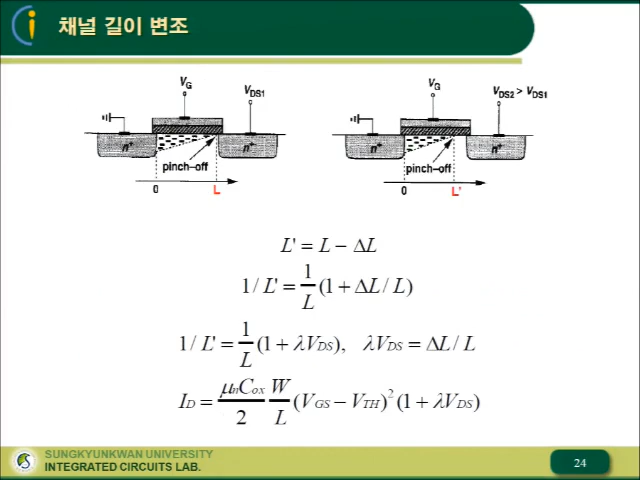 채널 길이 변조
V_G
V_DS1
n⁺ n⁺
pinch–off
0 L
V_G
V_DS2 > V_DS1
n⁺ n⁺
pinch–off
0 L'
L' = L − ΔL
1 / L' = 1/L (1 + ΔL / L)
1 / L' = 1/L (1 + λV_DS), λV_DS = ΔL / L
I_D = μ_nC_ox/2 W/L (V_GS − V_TH)² (1 + λV_DS)
SUNGKYUNKWAN UNIVERSITY
INTEGRATED CIRCUITS LAB.
24